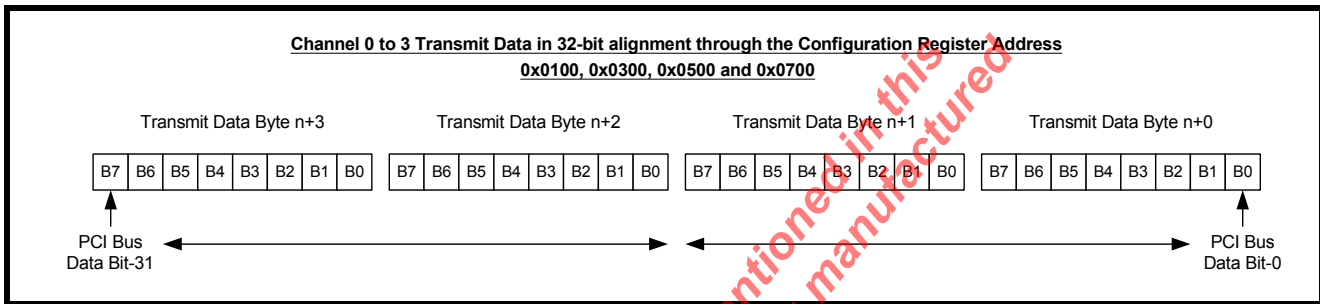 Channel 0 to 3 Transmit Data in 32-bit alignment through the Configuration Register Address
0x0100, 0x0300, 0x0500 and 0x0700
Transmit Data Byte n+3 Transmit Data Byte n+2 Transmit Data Byte n+1 Transmit Data Byte n+0
B7 B6 B5 B4 B3 B2 B1 B0 B7 B6 B5 B4 B3 B2 B1 B0 B7 B6 B5 B4 B3 B2 B1 B0 B7 B6 B5 B4 B3 B2 B1 B0
PCI Bus PCI Bus
Data Bit-31 Data Bit-0
mentioned in this
manufactured